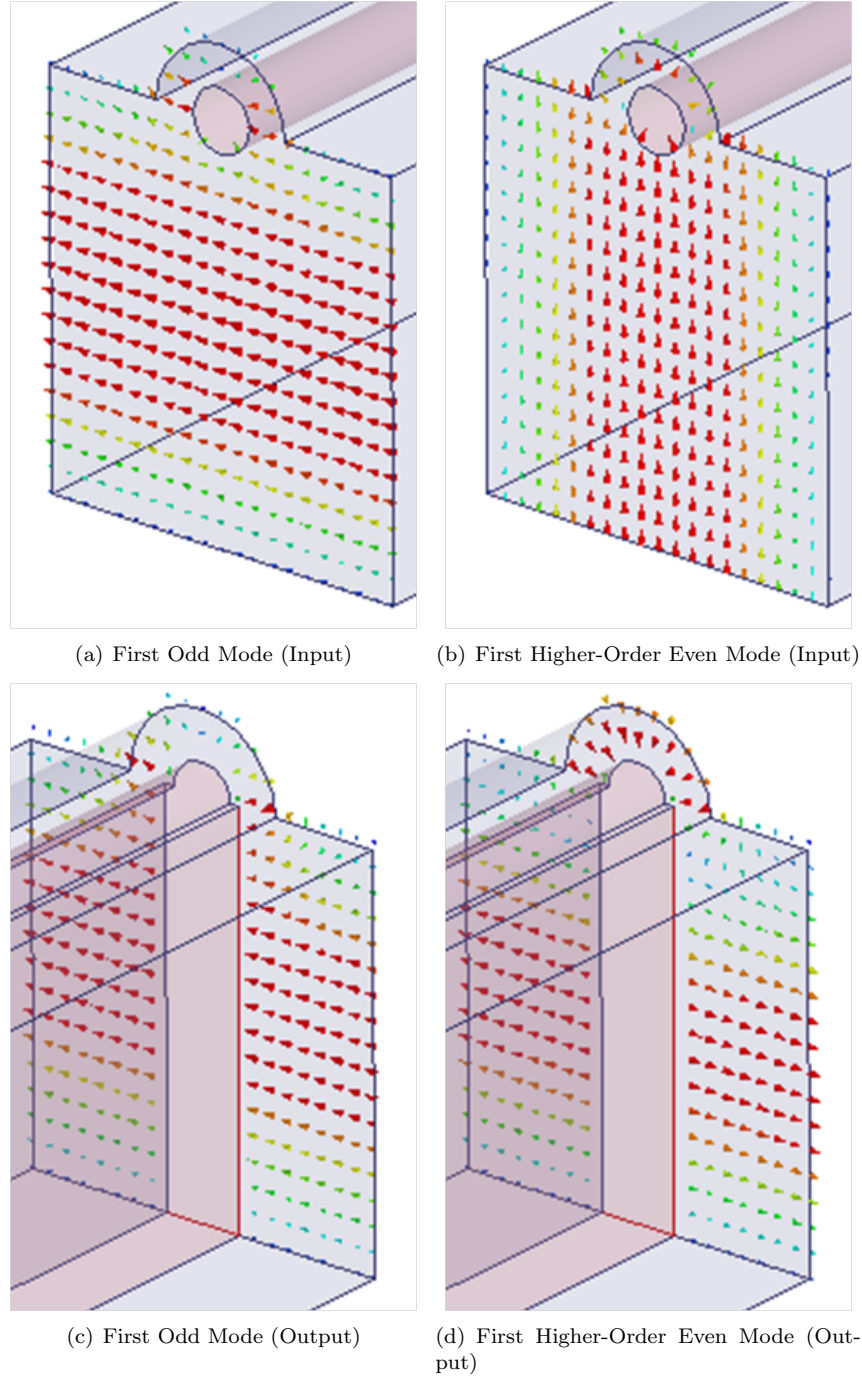 (a) First Odd Mode (Input)
(b) First Higher-Order Even Mode (Input)
(c) First Odd Mode (Output)
(d) First Higher-Order Even Mode (Out-
put)